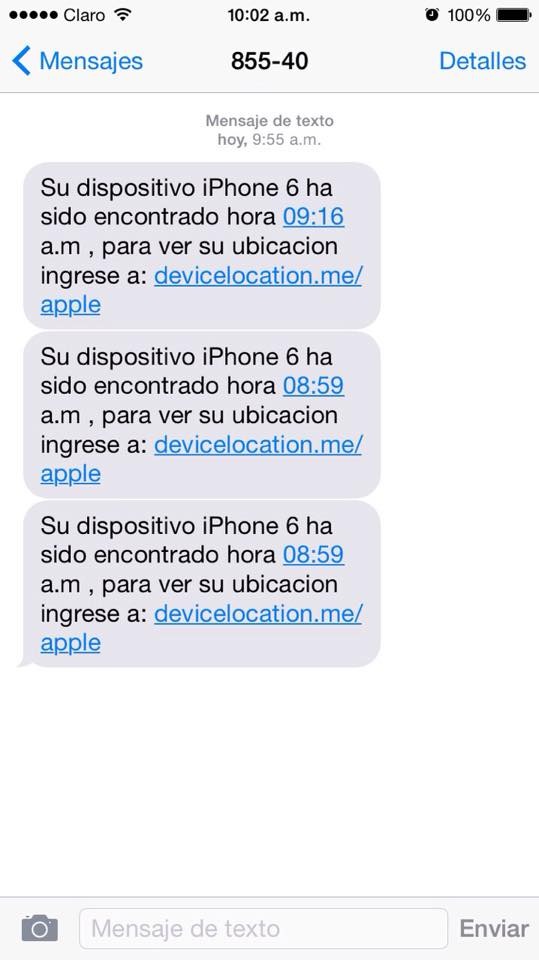 Claro 10:02 a.m. 100%
Mensajes 855-40 Detalles
Mensaje de texto
hoy, 9:55 a.m.
Su dispositivo iPhone 6 ha
sido encontrado hora 09:16
a.m , para ver su ubicacion
ingrese a: devicelocation.me/
apple
Su dispositivo iPhone 6 ha
sido encontrado hora 08:59
a.m , para ver su ubicacion
ingrese a: devicelocation.me/
apple
Su dispositivo iPhone 6 ha
sido encontrado hora 08:59
a.m , para ver su ubicacion
ingrese a: devicelocation.me/
apple
Mensaje de texto Enviar